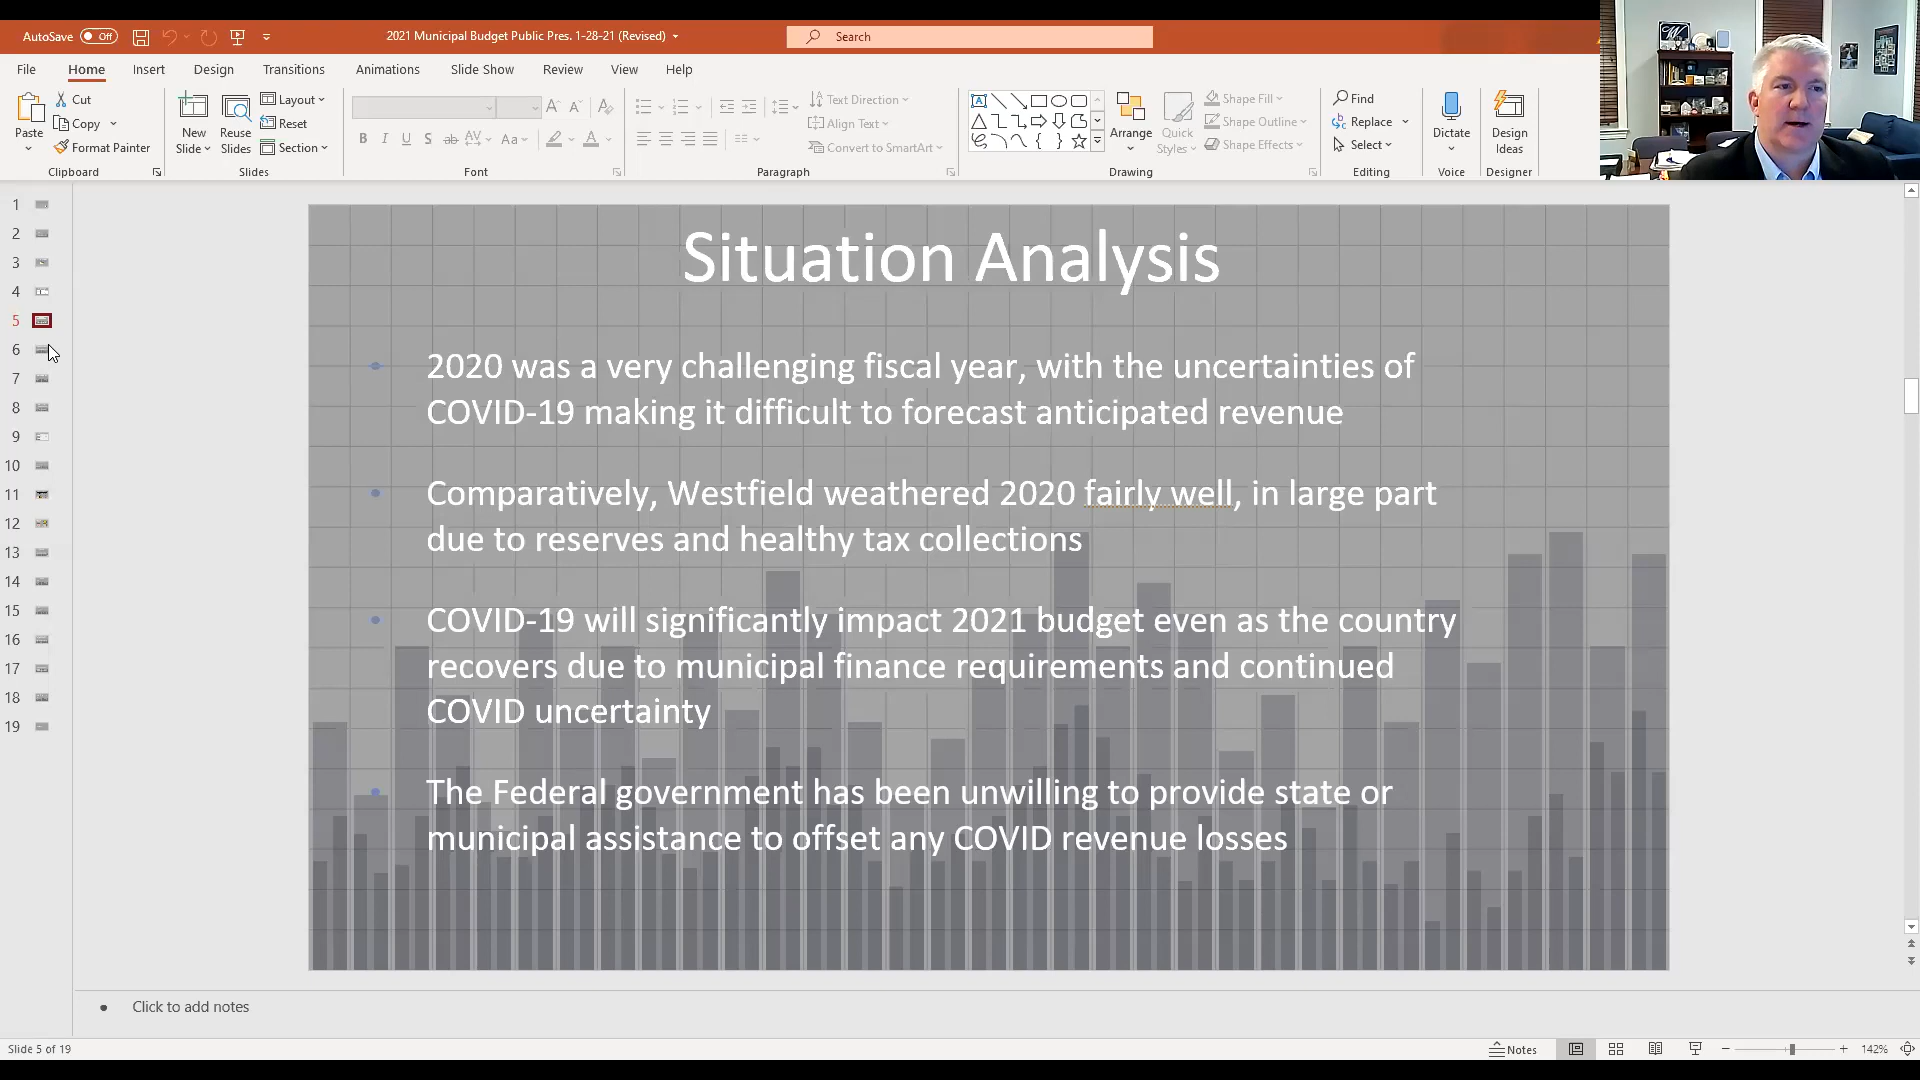 AutoSave Off
2021 Municipal Budget Public Pres. 1-28-21 (Revised)
Search
File Home Insert Design Transitions Animations Slide Show Review View Help
Paste
Cut
Copy
Format Painter
Clipboard
New Slide
Reuse Slides
Layout
Reset
Section
Slides
B I U S ab AV Aa A
Font
Text Direction
Align Text
Convert to SmartArt
Paragraph
Arrange
Quick Styles
Shape Fill
Shape Outline
Shape Effects
Drawing
Find
Replace
Select
Editing
Dictate
Voice
Design Ideas
Designer
1
2
3
4
5
6
7
8
9
10
11
12
13
14
15
16
17
18
19
Situation Analysis
• 2020 was a very challenging fiscal year, with the uncertainties of
COVID-19 making it difficult to forecast anticipated revenue
• Comparatively, Westfield weathered 2020 fairly well, in large part
due to reserves and healthy tax collections
• COVID-19 will significantly impact 2021 budget even as the country
recovers due to municipal finance requirements and continued
COVID uncertainty
• The Federal government has been unwilling to provide state or
municipal assistance to offset any COVID revenue losses
• Click to add notes
Slide 5 of 19
Notes
142%